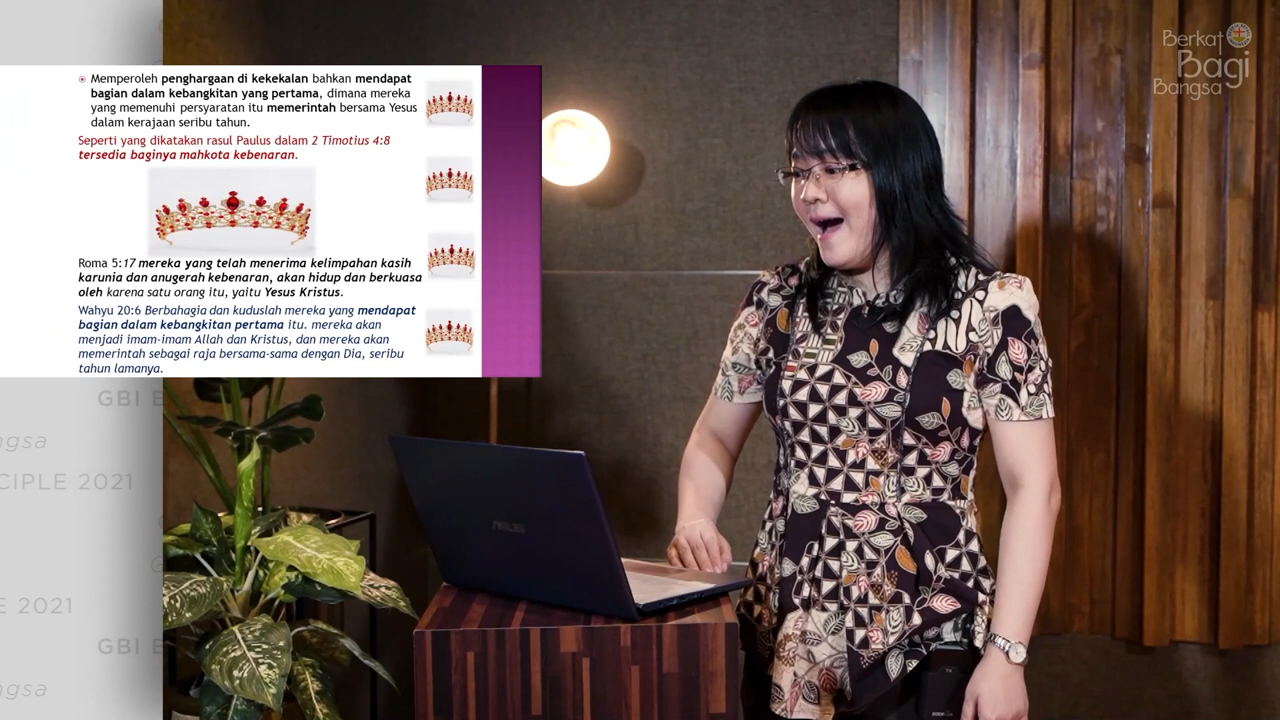 Memperoleh penghargaan di kekekalan bahkan mendapat
bagian dalam kebangkitan yang pertama, dimana mereka
yang memenuhi persyaratan itu memerintah bersama Yesus
dalam kerajaan seribu tahun.
Seperti yang dikatakan rasul Paulus dalam 2 Timotius 4:8
tersedia baginya mahkota kebenaran.
Roma 5:17 mereka yang telah menerima kelimpahan kasih
karunia dan anugerah kebenaran, akan hidup dan berkuasa
oleh karena satu orang itu, yaitu Yesus Kristus.
Wahyu 20:6 Berbahagia dan kuduslah mereka yang mendapat
bagian dalam kebangkitan pertama itu. mereka akan
menjadi imam-imam Allah dan Kristus, dan mereka akan
memerintah sebagai raja bersama-sama dengan Dia, seribu
tahun lamanya.
Berkat
Bagi
Bangsa
GBI B
ngsa
CIPLE 2021
E 2021
GBI B
ngsa
ASUS